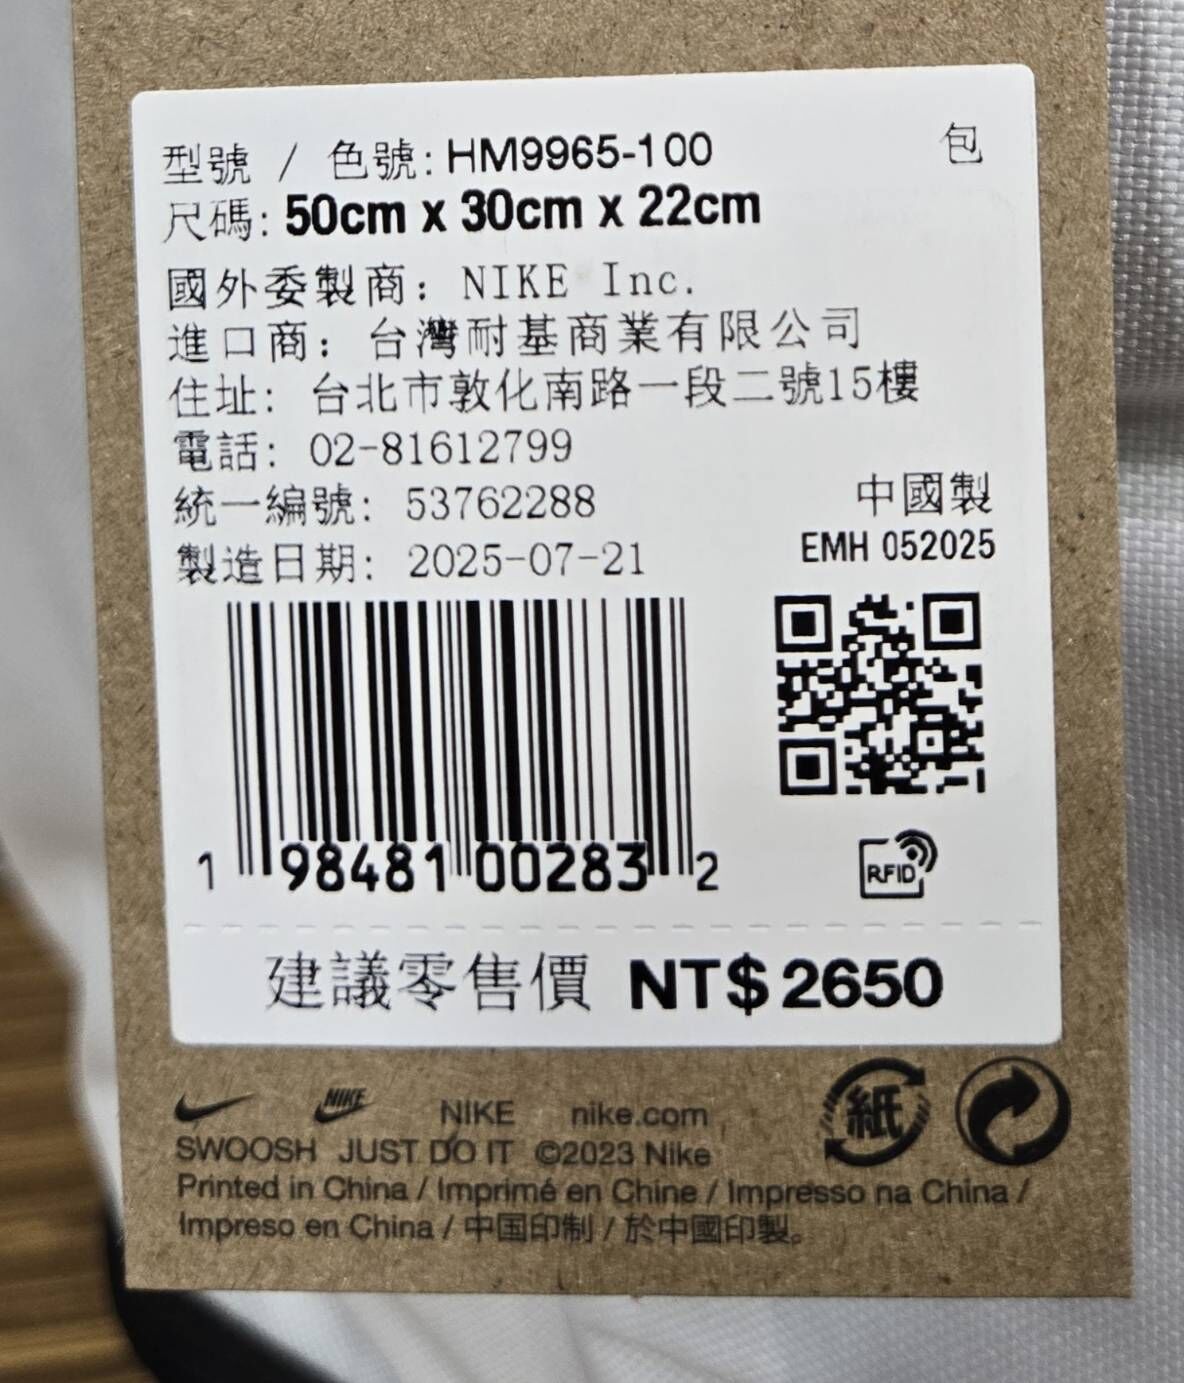 型號 / 色號: HM9965-100 包
尺碼: 50cm x 30cm x 22cm
國外委製商: NIKE Inc.
進口商: 台灣耐基商業有限公司
住址: 台北市敦化南路一段二號15樓
電話: 02-81612799
統一編號: 53762288
中國製
製造日期: 2025-07-21
EMH 052025
1 98481 00283 2
RFID
建議零售價 NT$2650
NIKE NIKE nike.com
紙
SWOOSH JUST DO IT ©2023 Nike
Printed in China / Imprimé en Chine / Impresso na China /
Impreso en China / 中国印制 / 於中國印製。